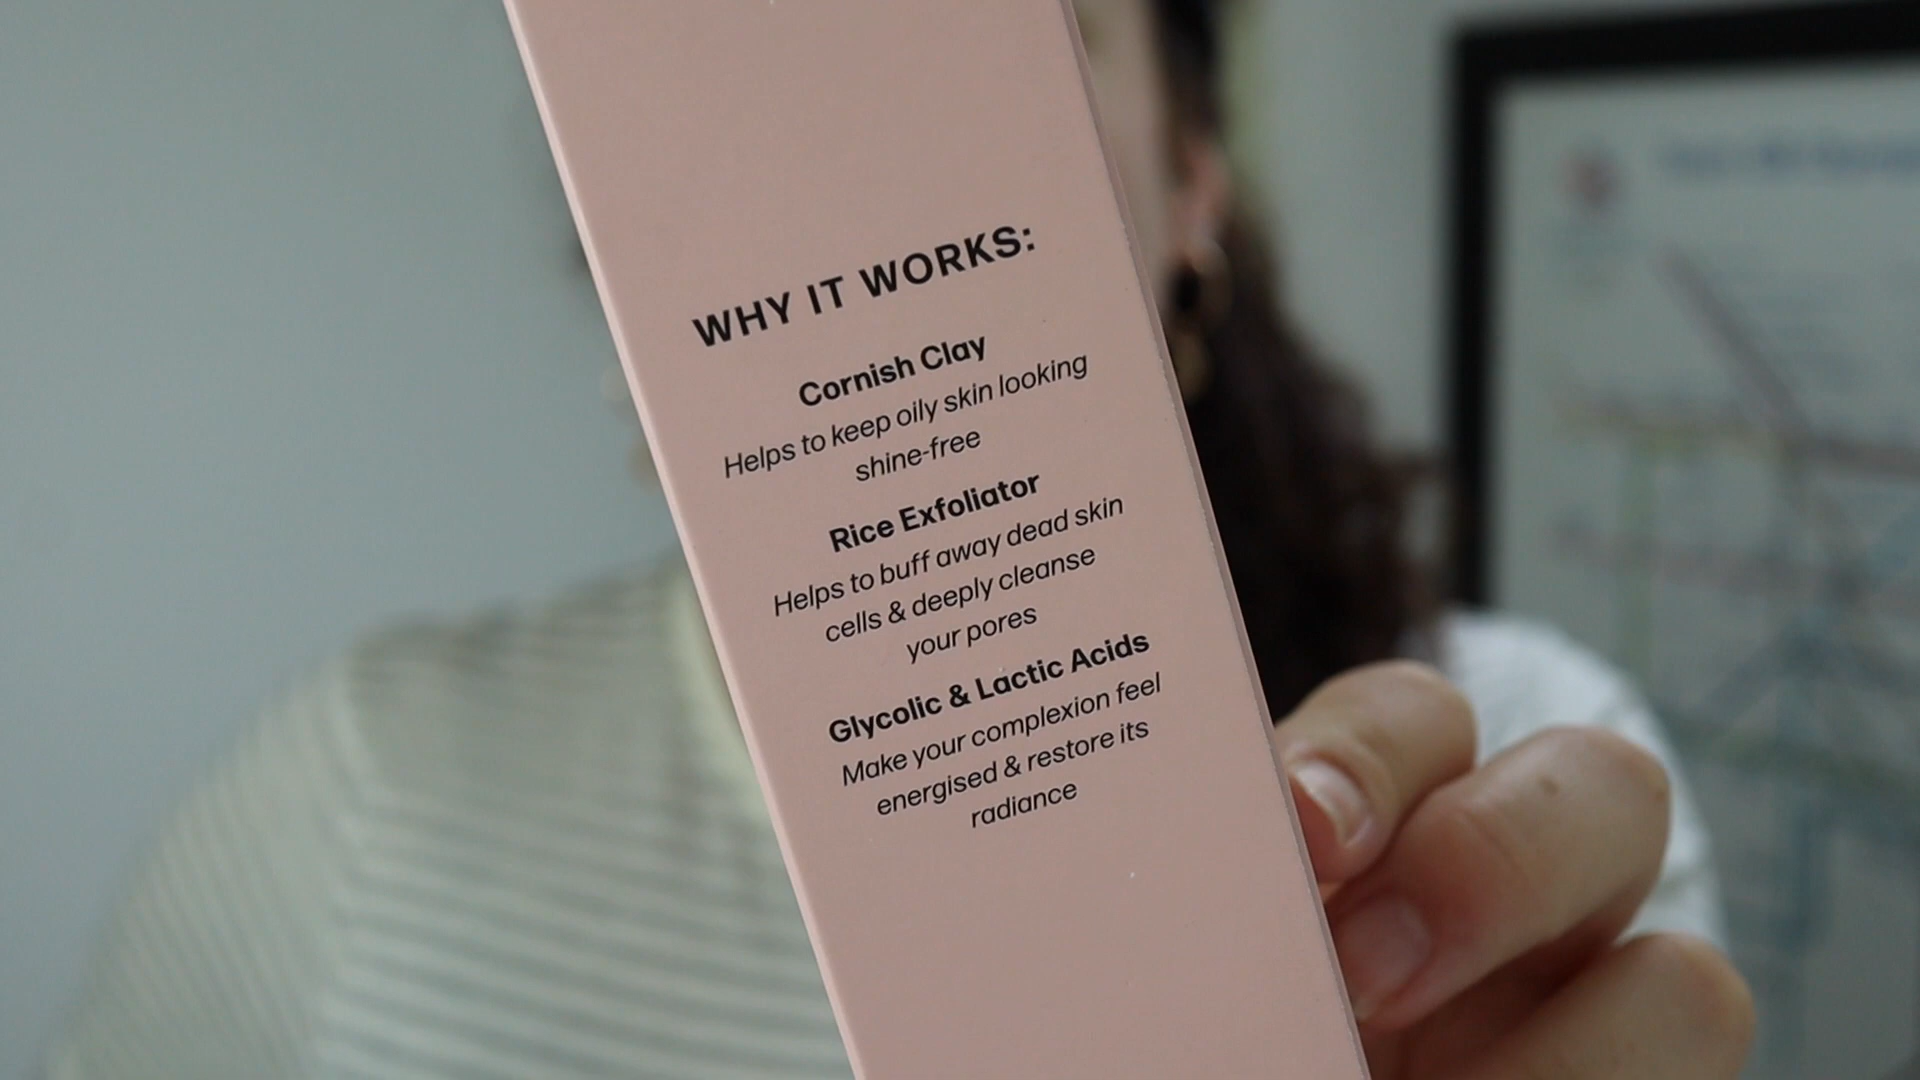 WHY IT WORKS:
Cornish Clay
Helps to keep oily skin looking
shine-free
Rice Exfoliator
Helps to buff away dead skin
cells & deeply cleanse
your pores
Glycolic & Lactic Acids
Make your complexion feel
energised & restore its
radiance